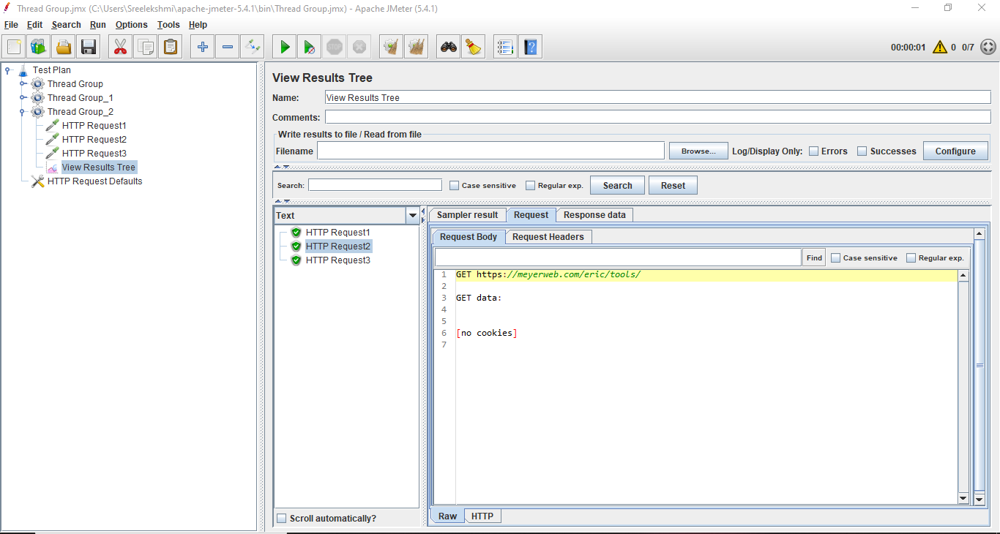 Thread Group.jmx (C:\Users\Sreelekshmi\apache-jmeter-5.4.1\bin\Thread Group.jmx) - Apache JMeter (5.4.1)
File Edit Search Run Options Tools Help
00:00:01 0 0/7
Test Plan
Thread Group
Thread Group_1
Thread Group_2
HTTP Request1
HTTP Request2
HTTP Request3
View Results Tree
HTTP Request Defaults
View Results Tree
Name: View Results Tree
Comments:
Write results to file / Read from file
Filename Browse... Log/Display Only: Errors Successes Configure
Search: Case sensitive Regular exp. Search Reset
Text
HTTP Request1
HTTP Request2
HTTP Request3
Scroll automatically?
Sampler result Request Response data
Request Body Request Headers
Find Case sensitive Regular exp.
1 GET https://meyerweb.com/eric/tools/
2
3 GET data:
4
5
6 [no cookies]
7
Raw HTTP